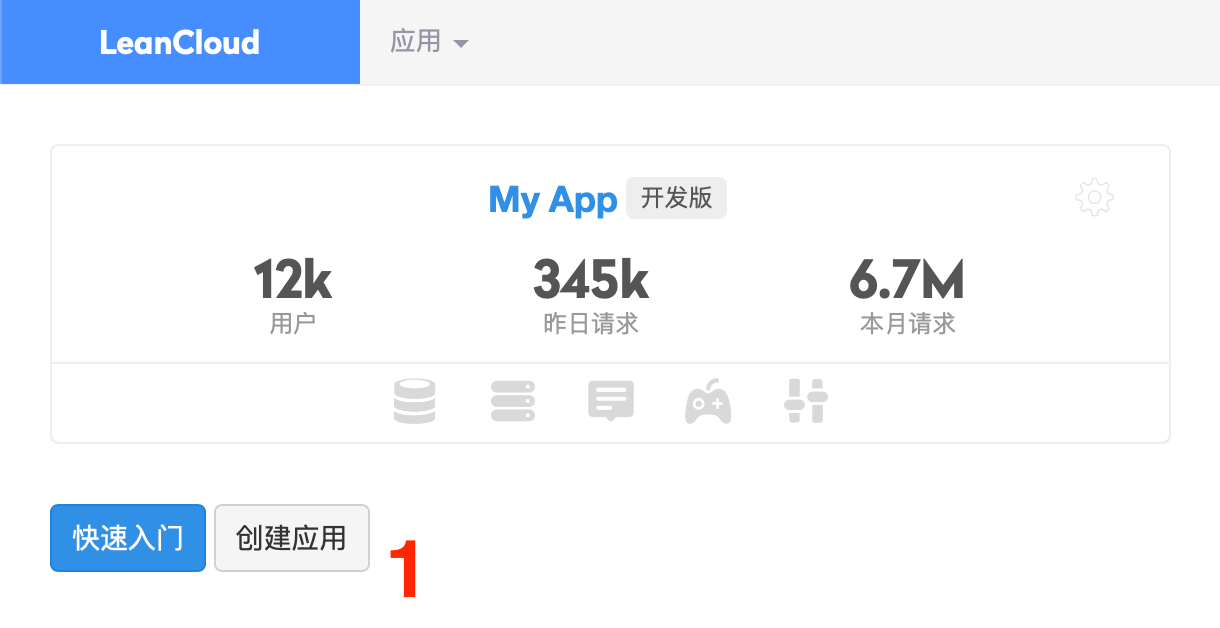 LeanCloud 应用
My App 开发版
12k 345k 6.7M
用户 昨日请求 本月请求
快速入门 创建应用 1